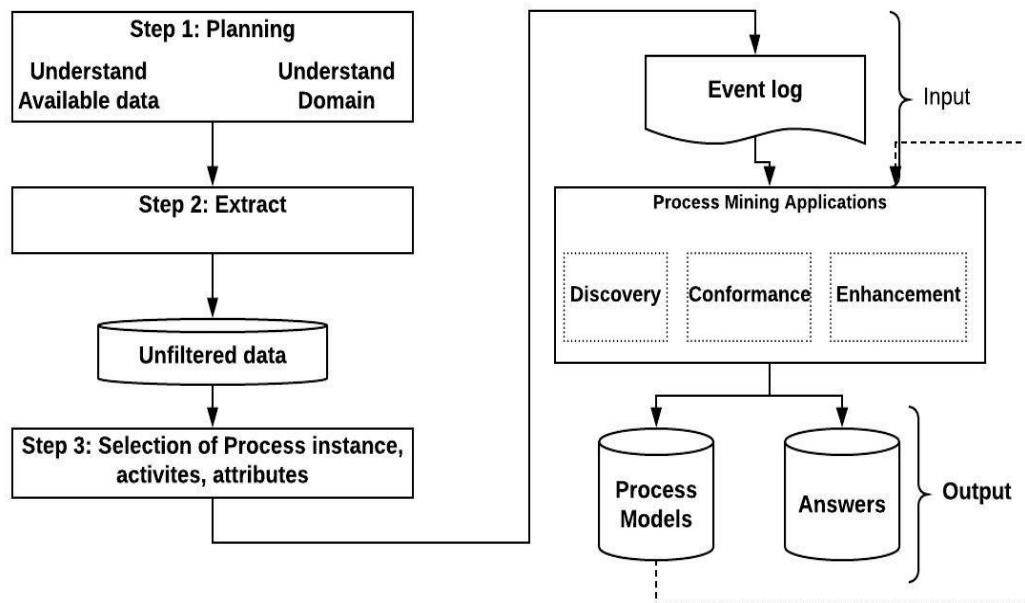 Step 1: Planning
Understand
Available data
Understand
Domain
Step 2: Extract
Unfiltered data
Step 3: Selection of Process instance,
activites, attributes
Event log
Input
Process Mining Applications
Discovery
Conformance
Enhancement
Process
Models
Answers
Output